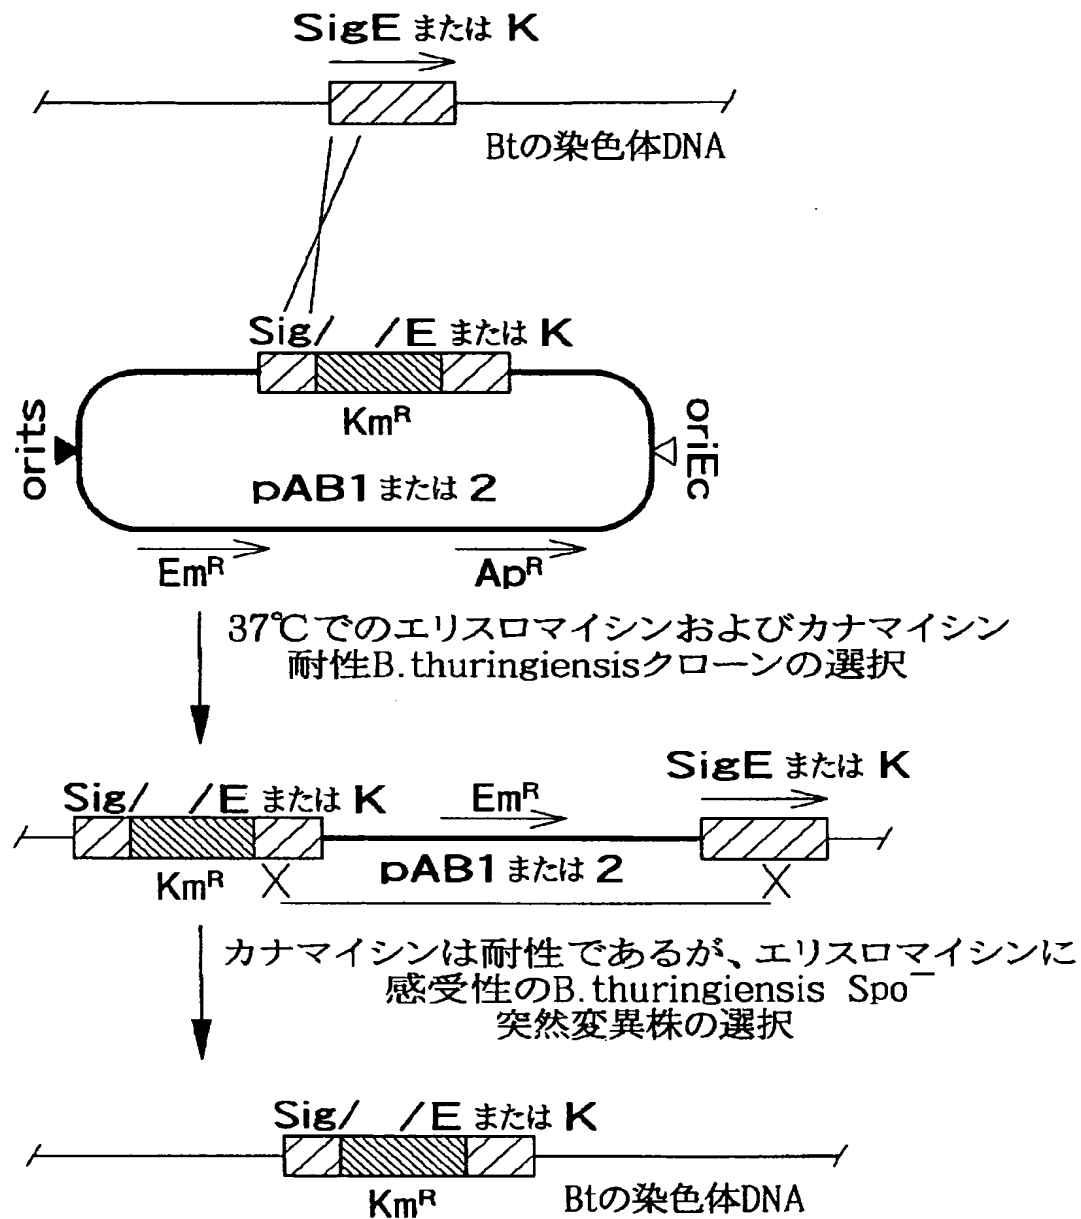 SigE または K
Btの染色体DNA
Sig/ /E または K
Kmᴿ
orits
oriEc
pAB1 または 2
Emᴿ
Apᴿ
37℃でのエリスロマイシンおよびカナマイシン
耐性B.thuringiensisクローンの選択
SigE または K
Sig/ /E または K
Emᴿ
Kmᴿ
pAB1 または 2
カナマイシンは耐性であるが、エリスロマイシンに
感受性のB.thuringiensis Spo⁻
突然変異株の選択
Sig/ /E または K
Kmᴿ
Btの染色体DNA